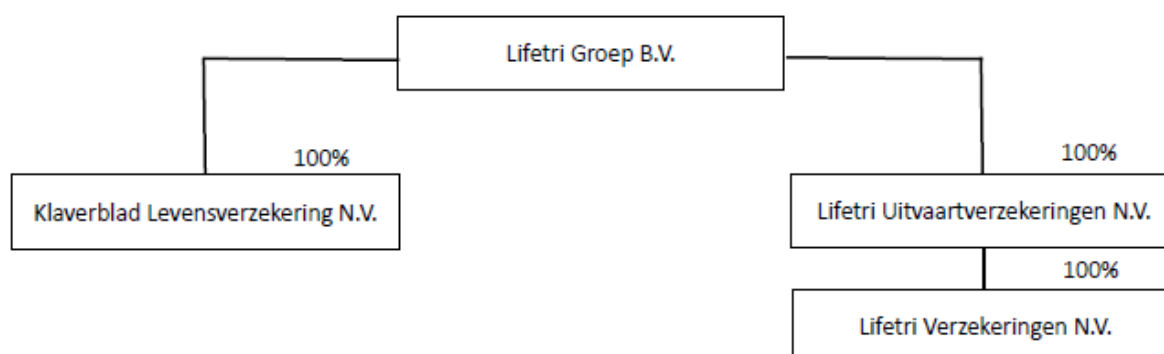 Lifetri Groep B.V.
100%
100%
Klaverblad Levensverzekering N.V.
Lifetri Uitvaartverzekeringen N.V.
100%
Lifetri Verzekeringen N.V.